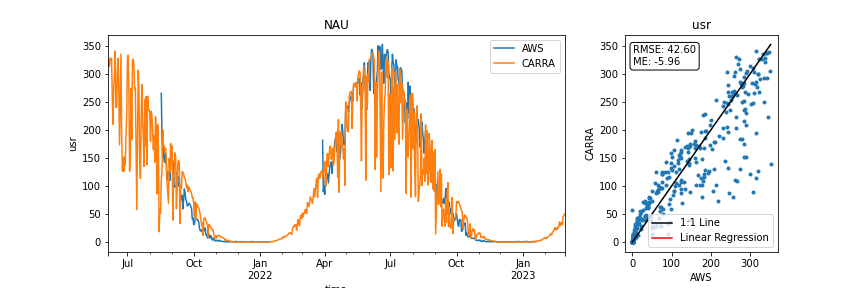 NAU
usr
350
300
250
200
150
100
50
0
usr
Jul
Oct
Jan
2022
Apr
Jul
Oct
Jan
2023
time
AWS
CARRA
usr
350
300
250
200
150
100
50
0
CARRA
RMSE: 42.60
ME: -5.96
1:1 Line
Linear Regression
0
100
200
300
AWS